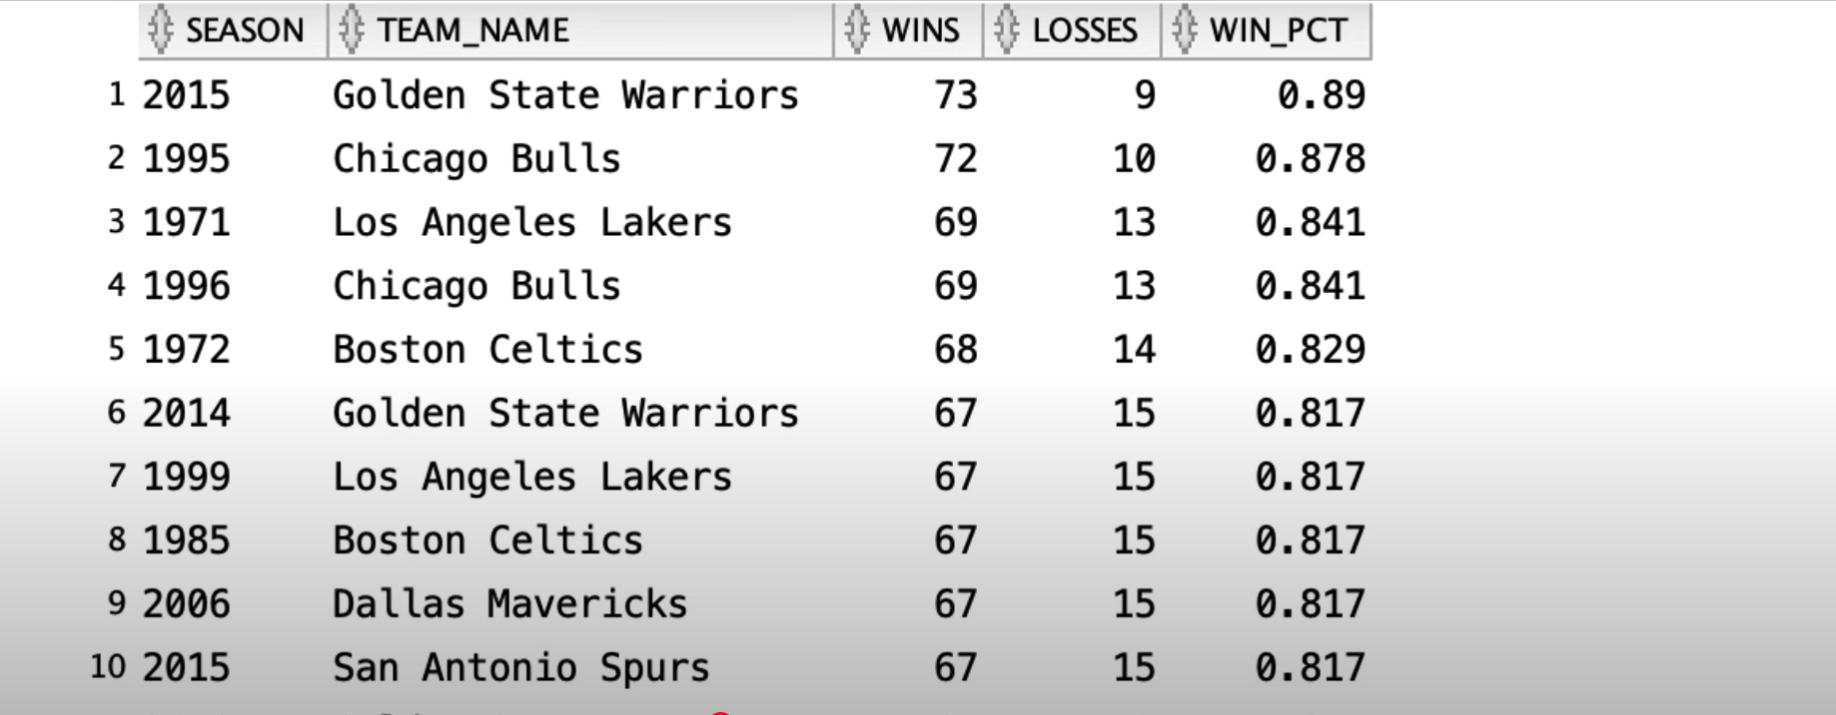 SEASON TEAM_NAME WINS LOSSES WIN_PCT
1 2015 Golden State Warriors 73 9 0.89
2 1995 Chicago Bulls 72 10 0.878
3 1971 Los Angeles Lakers 69 13 0.841
4 1996 Chicago Bulls 69 13 0.841
5 1972 Boston Celtics 68 14 0.829
6 2014 Golden State Warriors 67 15 0.817
7 1999 Los Angeles Lakers 67 15 0.817
8 1985 Boston Celtics 67 15 0.817
9 2006 Dallas Mavericks 67 15 0.817
10 2015 San Antonio Spurs 67 15 0.817